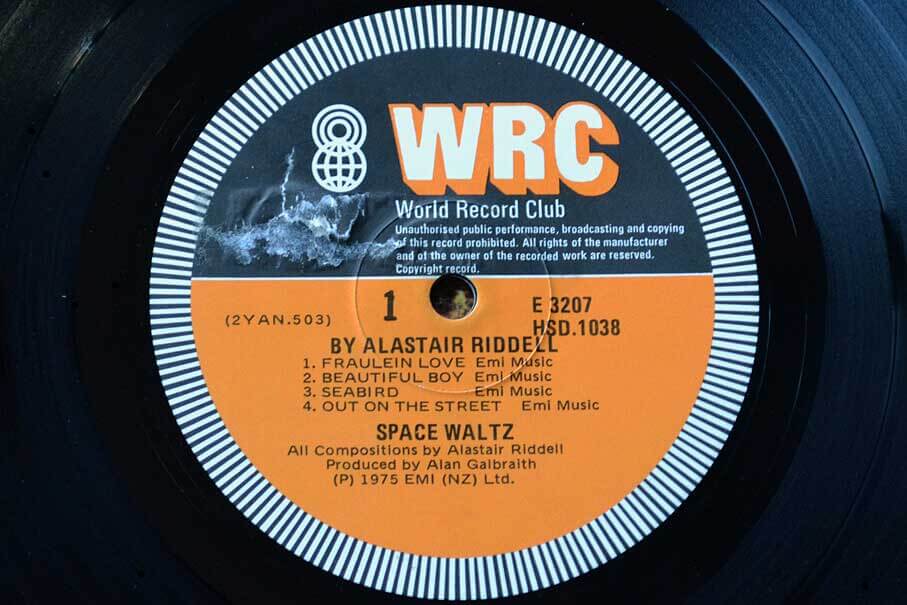 WRC
World Record Club
Unauthorised public performance, broadcasting and copying
of this record prohibited. All rights of the manufacturer
and of the owner of the recorded work are reserved.
Copyright record.
1
E 3207
(2YAN.503)
HSD.1038
BY ALASTAIR RIDDELL
1. FRAULEIN LOVE Emi Music
2. BEAUTIFUL BOY Emi Music
3. SEABIRD Emi Music
4. OUT ON THE STREET Emi Music
SPACE WALTZ
All Compositions by Alastair Riddell
Produced by Alan Galbraith
(P) 1975 EMI (NZ) Ltd.